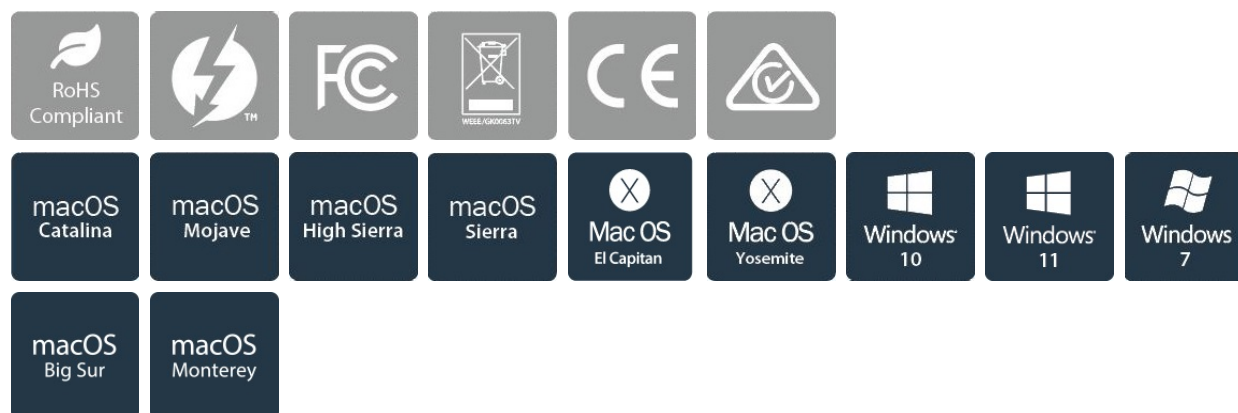 RoHS
Compliant
TM
FC
WEEE/GK0063TV
CE
macOS
Catalina
macOS
Mojave
macOS
High Sierra
macOS
Sierra
X
Mac OS
El Capitan
X
Mac OS
Yosemite
Windows
10
Windows
11
Windows
7
macOS
Big Sur
macOS
Monterey